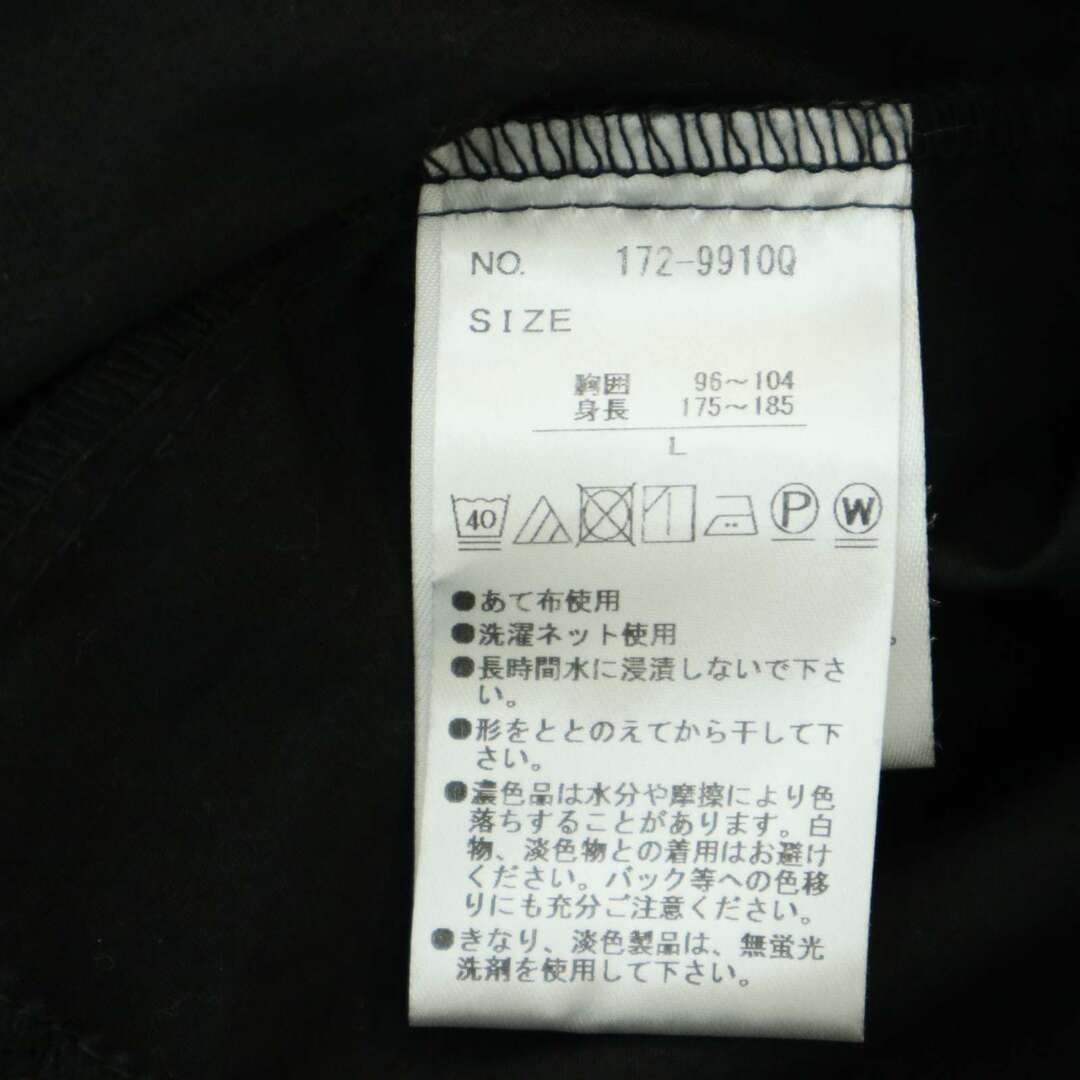 NO. 172-9910Q
SIZE
胸囲 96～104
身長 175～185
L
40 P W
●あて布使用
●洗濯ネット使用
●長時間水に浸漬しないで下さ
い。
●形をととのえてから干して下
さい。
●濃色品は水分や摩擦により色
落ちすることがあります。白
物、淡色物との着用はお避け
ください。バック等への色移
りにも充分ご注意ください。
●きなり、淡色製品は、無蛍光
洗剤を使用して下さい。